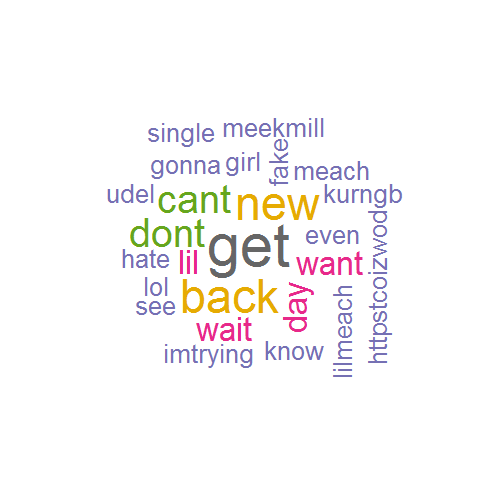 single meekmill
gonna girl fake meach
udel cant new kurngb
dont get even
hate lil want
lol back day
see
wait
imtrying know lilmeach httpstcoizwod